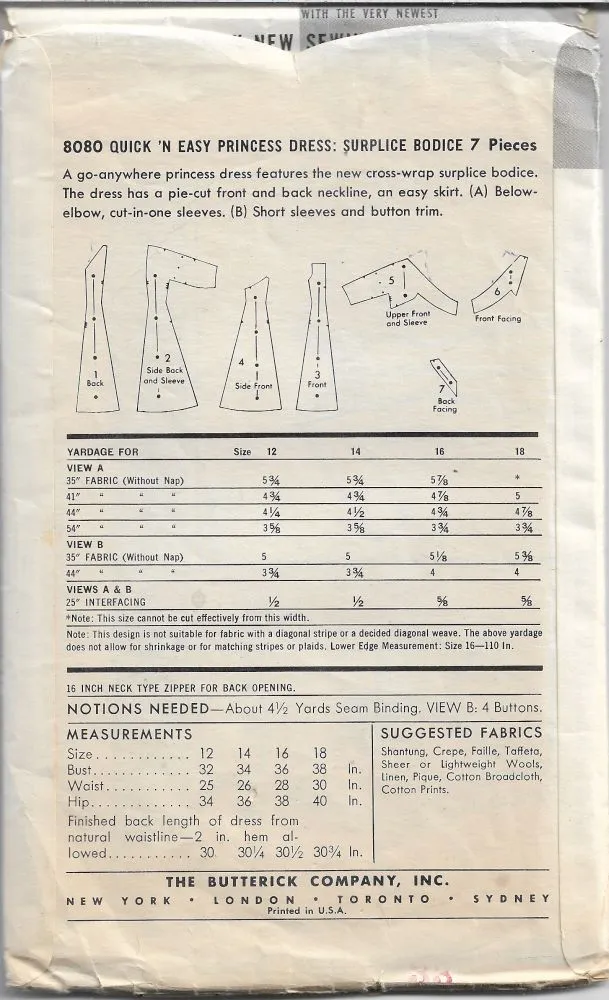 WITH THE VERY NEWEST
NEW
8080 QUICK 'N EASY PRINCESS DRESS: SURPLICE BODICE 7 Pieces
A go-anywhere princess dress features the new cross-wrap surplice bodice.
The dress has a pie-cut front and back neckline, an easy skirt. (A) Below-
elbow, cut-in-one sleeves. (B) Short sleeves and button trim.
1
Back
2
Side Back
and Sleeve
4
Side Front
3
Front
5
Upper Front
and Sleeve
6
Front Facing
7
Back
Facing
YARDAGE FOR Size 12 14 16 18
VIEW A
35" FABRIC (Without Nap) 5¾ 5¾ 5⅞ *
41" " " " 4¾ 4¾ 4⅞ 5
44" " " " 4¼ 4½ 4¾ 4⅞
54" " " " 3⅝ 3⅝ 3¾ 3¾
VIEW B
35" FABRIC (Without Nap) 5 5 5⅛ 5⅜
44" " " " 3¾ 3¾ 4 4
VIEWS A & B
25" INTERFACING ½ ½ ⅝ ⅝
*Note: This size cannot be cut effectively from this width.
Note: This design is not suitable for fabric with a diagonal stripe or a decided diagonal weave. The above yardage
does not allow for shrinkage or for matching stripes or plaids. Lower Edge Measurement: Size 16—110 In.
16 INCH NECK TYPE ZIPPER FOR BACK OPENING.
NOTIONS NEEDED—About 4½ Yards Seam Binding. VIEW B: 4 Buttons.
MEASUREMENTS
Size............ 12 14 16 18
Bust............ 32 34 36 38 In.
Waist........... 25 26 28 30 In.
Hip............. 34 36 38 40 In.
Finished back length of dress from
natural waistline—2 in. hem al-
lowed........... 30 30¼ 30½ 30¾ In.
SUGGESTED FABRICS
Shantung, Crepe, Faille, Taffeta,
Sheer or Lightweight Wools,
Linen, Pique, Cotton Broadcloth,
Cotton Prints.
THE BUTTERICK COMPANY, INC.
NEW YORK • LONDON • TORONTO • SYDNEY
Printed in U.S.A.